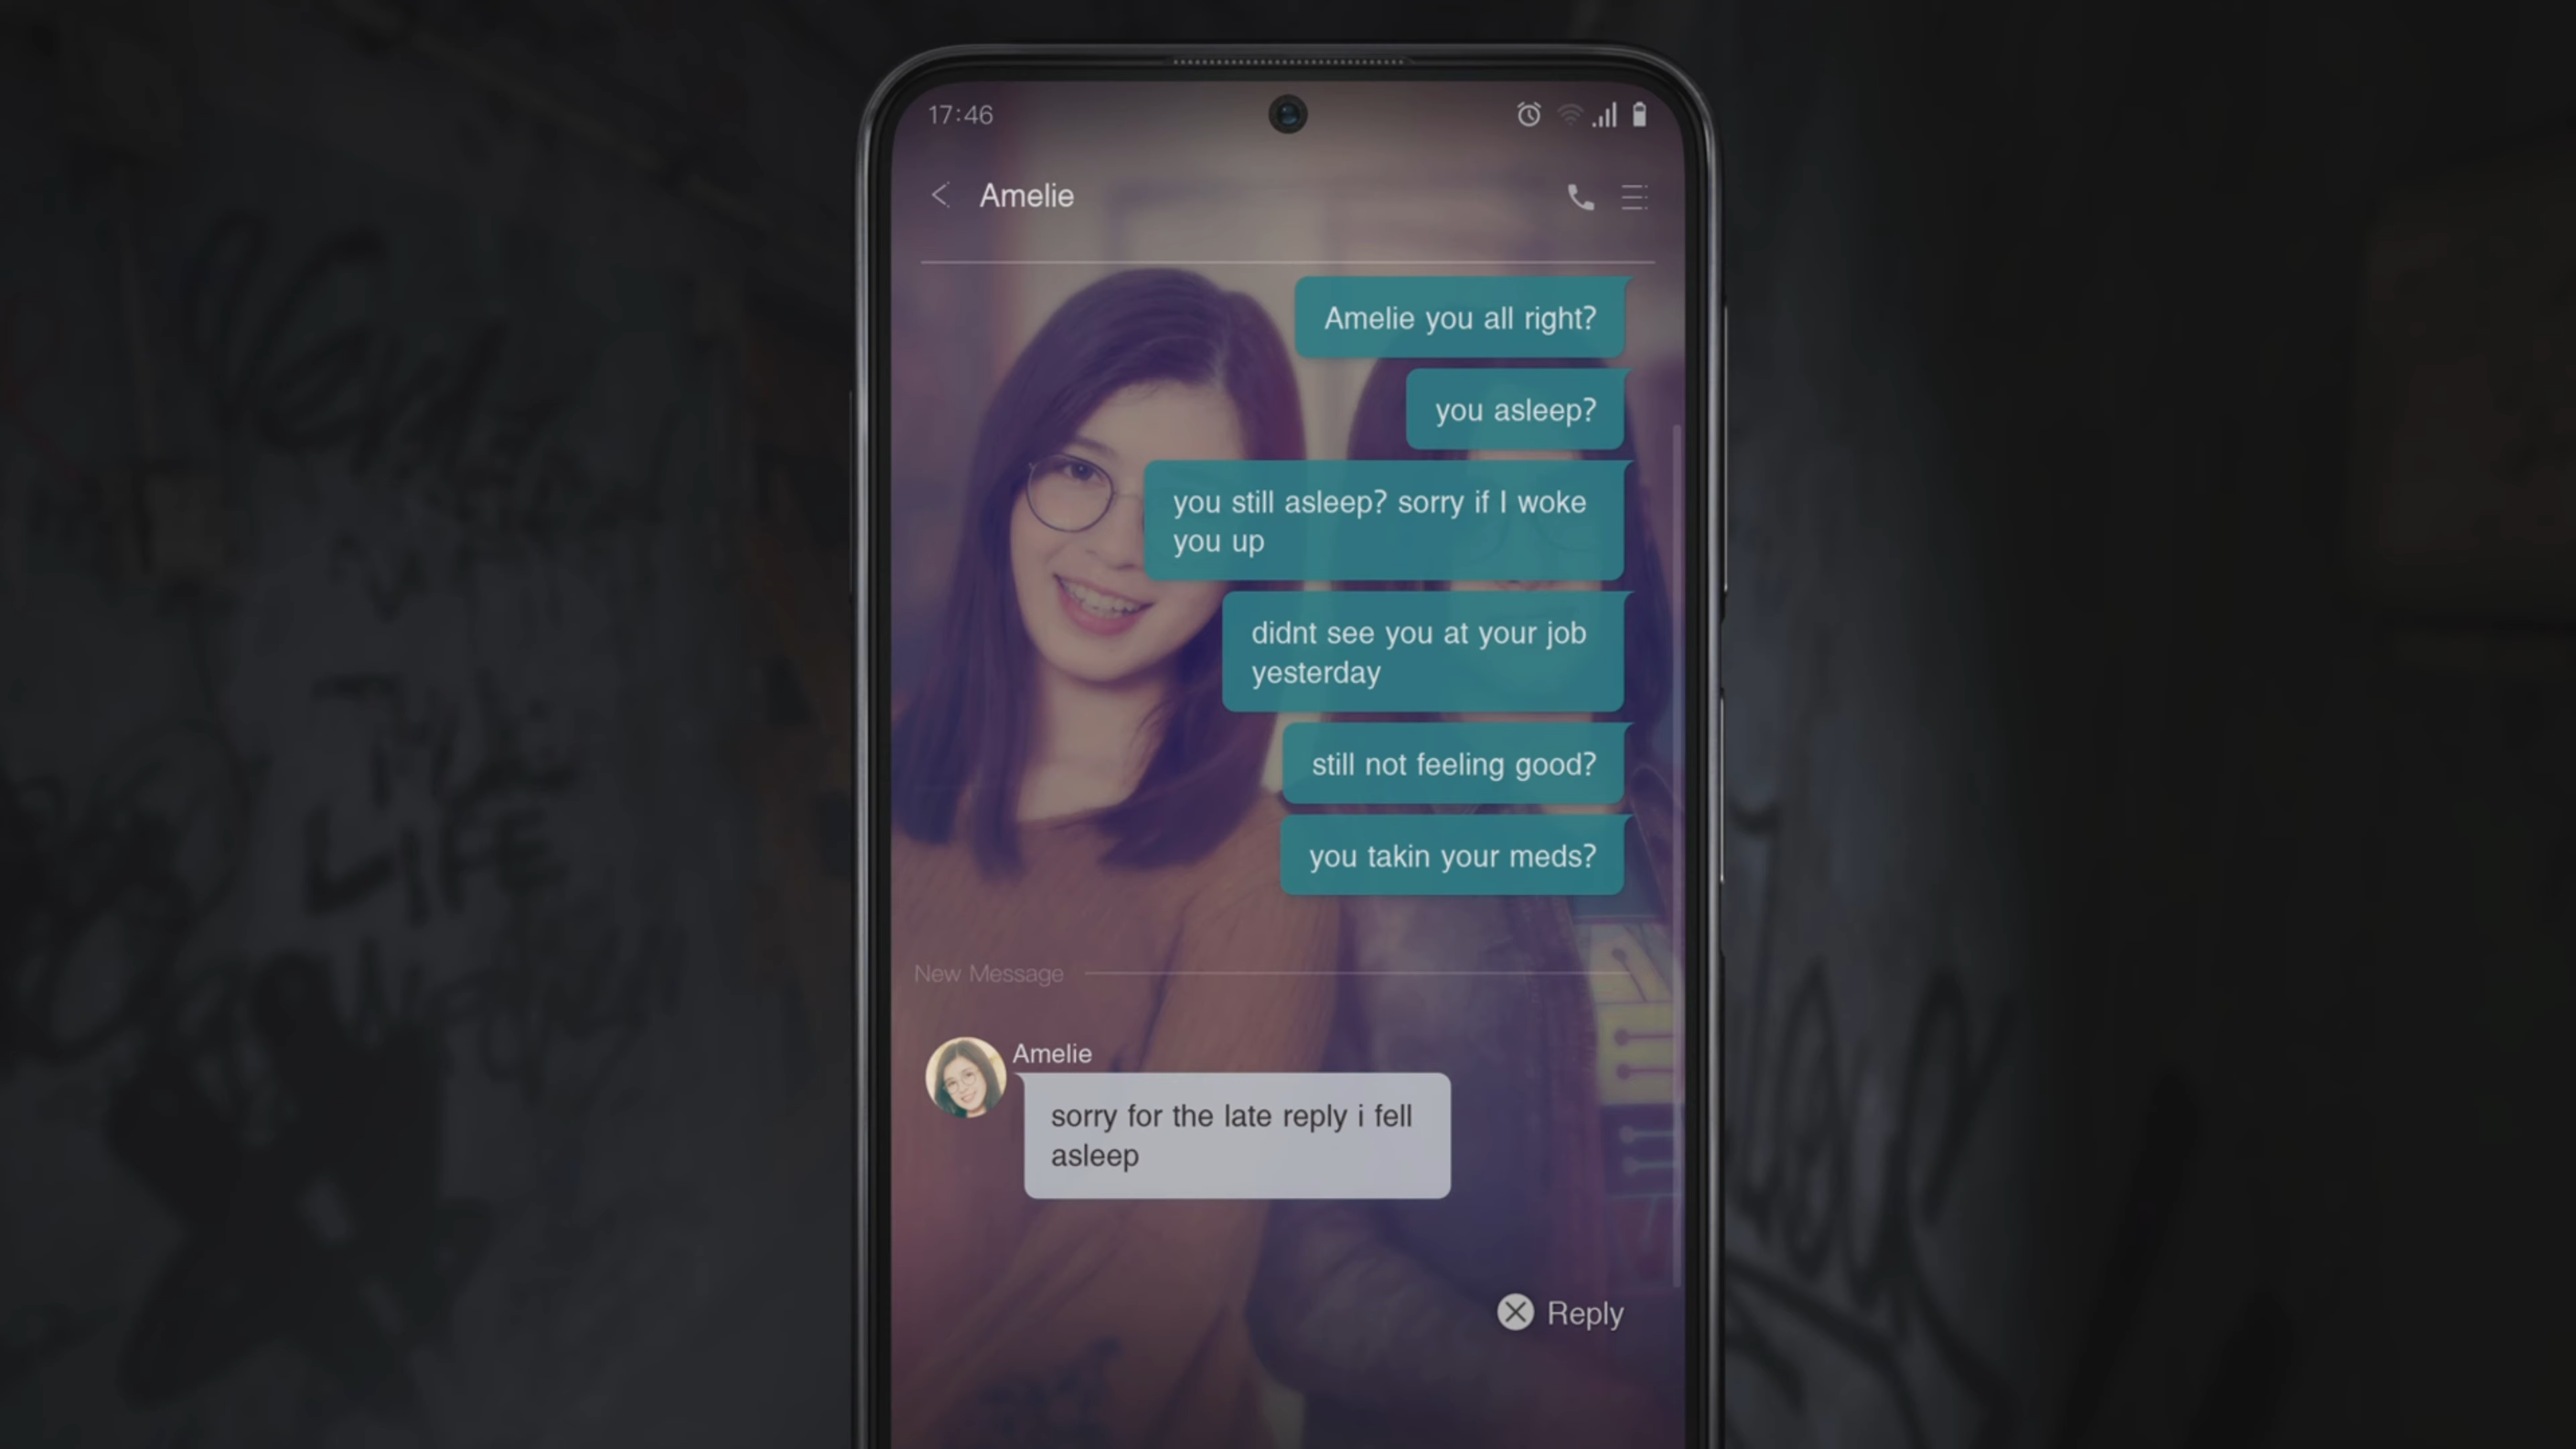 17:46
Amelie
Amelie you all right?
you asleep?
you still asleep? sorry if I woke
you up
didnt see you at your job
yesterday
still not feeling good?
you takin your meds?
New Message
Amelie
sorry for the late reply i fell
asleep
Reply
THE
LIFE